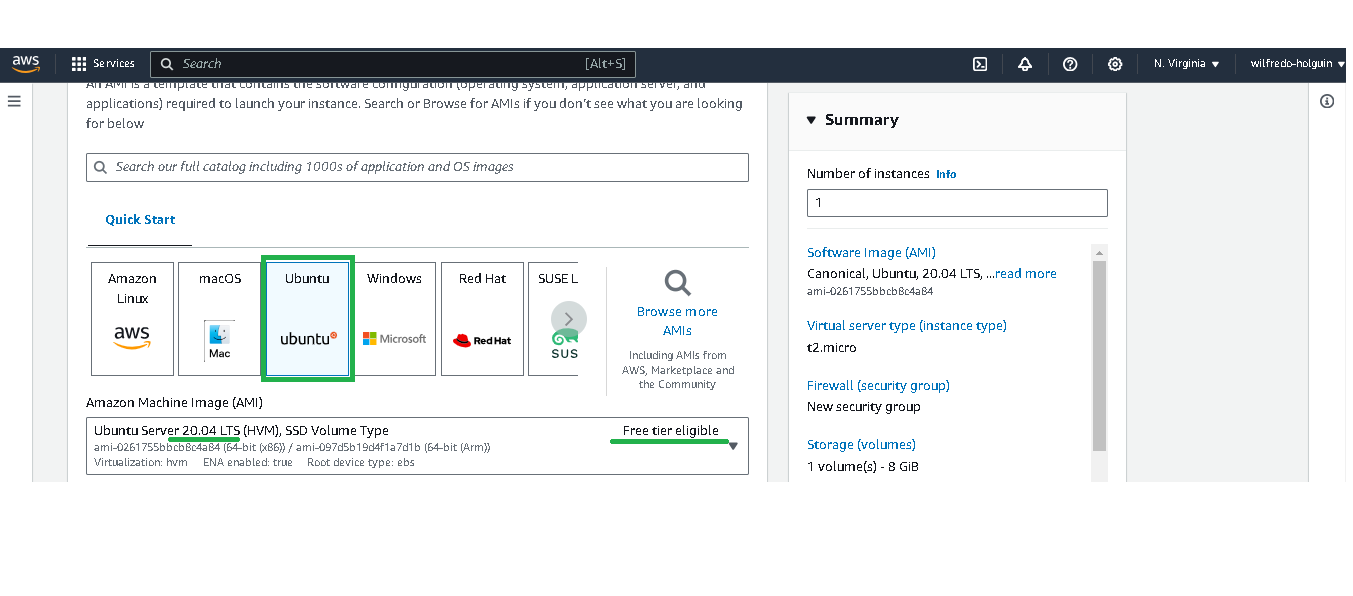 aws
Services
Search
[Alt+S]
N. Virginia
wilfredo-holguin
An AMI is a template that contains the software configuration (operating system, application server, and
applications) required to launch your instance. Search or Browse for AMIs if you don't see what you are looking
for below
Search our full catalog including 1000s of application and OS images
Quick Start
Amazon
Linux
aws
macOS
Mac
Ubuntu
ubuntu
Windows
Microsoft
Red Hat
Red Hat
SUSE L
SUS
Browse more
AMIs
Including AMIs from
AWS, Marketplace and
the Community
Amazon Machine Image (AMI)
Ubuntu Server 20.04 LTS (HVM), SSD Volume Type
Free tier eligible
ami-0261755bbcb8c4a84 (64-bit (x86)) / ami-097d5b19d4f1a7d1b (64-bit (Arm))
Virtualization: hvm ENA enabled: true Root device type: ebs
Summary
Number of instances Info
1
Software Image (AMI)
Canonical, Ubuntu, 20.04 LTS, ...read more
ami-0261755bbcb8c4a84
Virtual server type (instance type)
t2.micro
Firewall (security group)
New security group
Storage (volumes)
1 volume(s) - 8 GiB